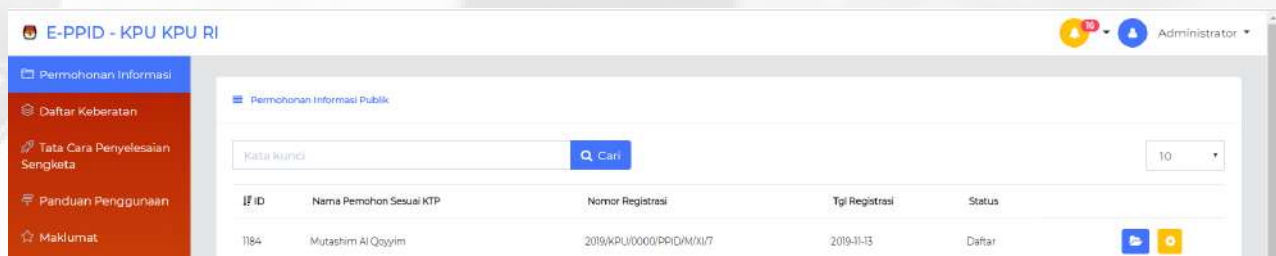 E-PPID - KPU KPU RI
16
Administrator
Permohonan Informasi
Daftar Keberatan
Tata Cara Penyelesaian
Sengketa
Panduan Penggunaan
Maklumat
Permohonan Informasi Publik
Kata kunci
Cari
10
ID Nama Pemohon Sesuai KTP Nomor Registrasi Tgl Registrasi Status
1184 Mutashim Al Qoyyim 2019/KPU/0000/PPID/M/XI/7 2019-11-13 Daftar